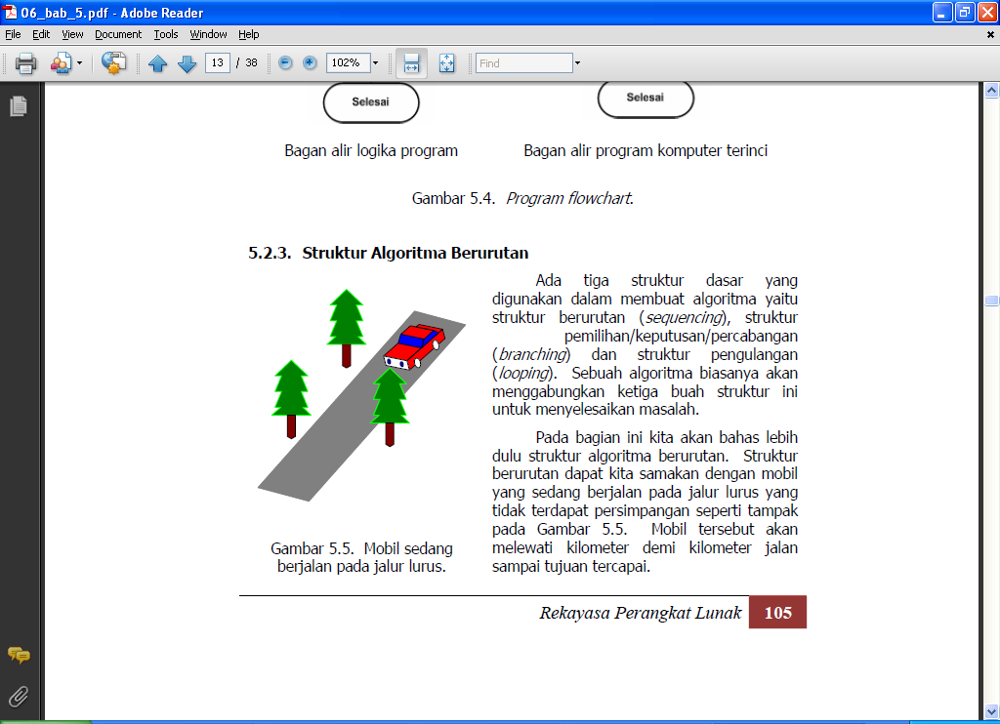 06_bab_5.pdf - Adobe Reader
File Edit View Document Tools Window Help
13 / 38 102% Find
Selesai Selesai
Bagan alir logika program Bagan alir program komputer terinci
Gambar 5.4. Program flowchart.
5.2.3. Struktur Algoritma Berurutan
Ada tiga struktur dasar yang
digunakan dalam membuat algoritma yaitu
struktur berurutan (sequencing), struktur
pemilihan/keputusan/percabangan
(branching) dan struktur pengulangan
(looping). Sebuah algoritma biasanya akan
menggabungkan ketiga buah struktur ini
untuk menyelesaikan masalah.
Pada bagian ini kita akan bahas lebih
dulu struktur algoritma berurutan. Struktur
berurutan dapat kita samakan dengan mobil
yang sedang berjalan pada jalur lurus yang
tidak terdapat persimpangan seperti tampak
pada Gambar 5.5. Mobil tersebut akan
melewati kilometer demi kilometer jalan
sampai tujuan tercapai.
Gambar 5.5. Mobil sedang
berjalan pada jalur lurus.
Rekayasa Perangkat Lunak 105